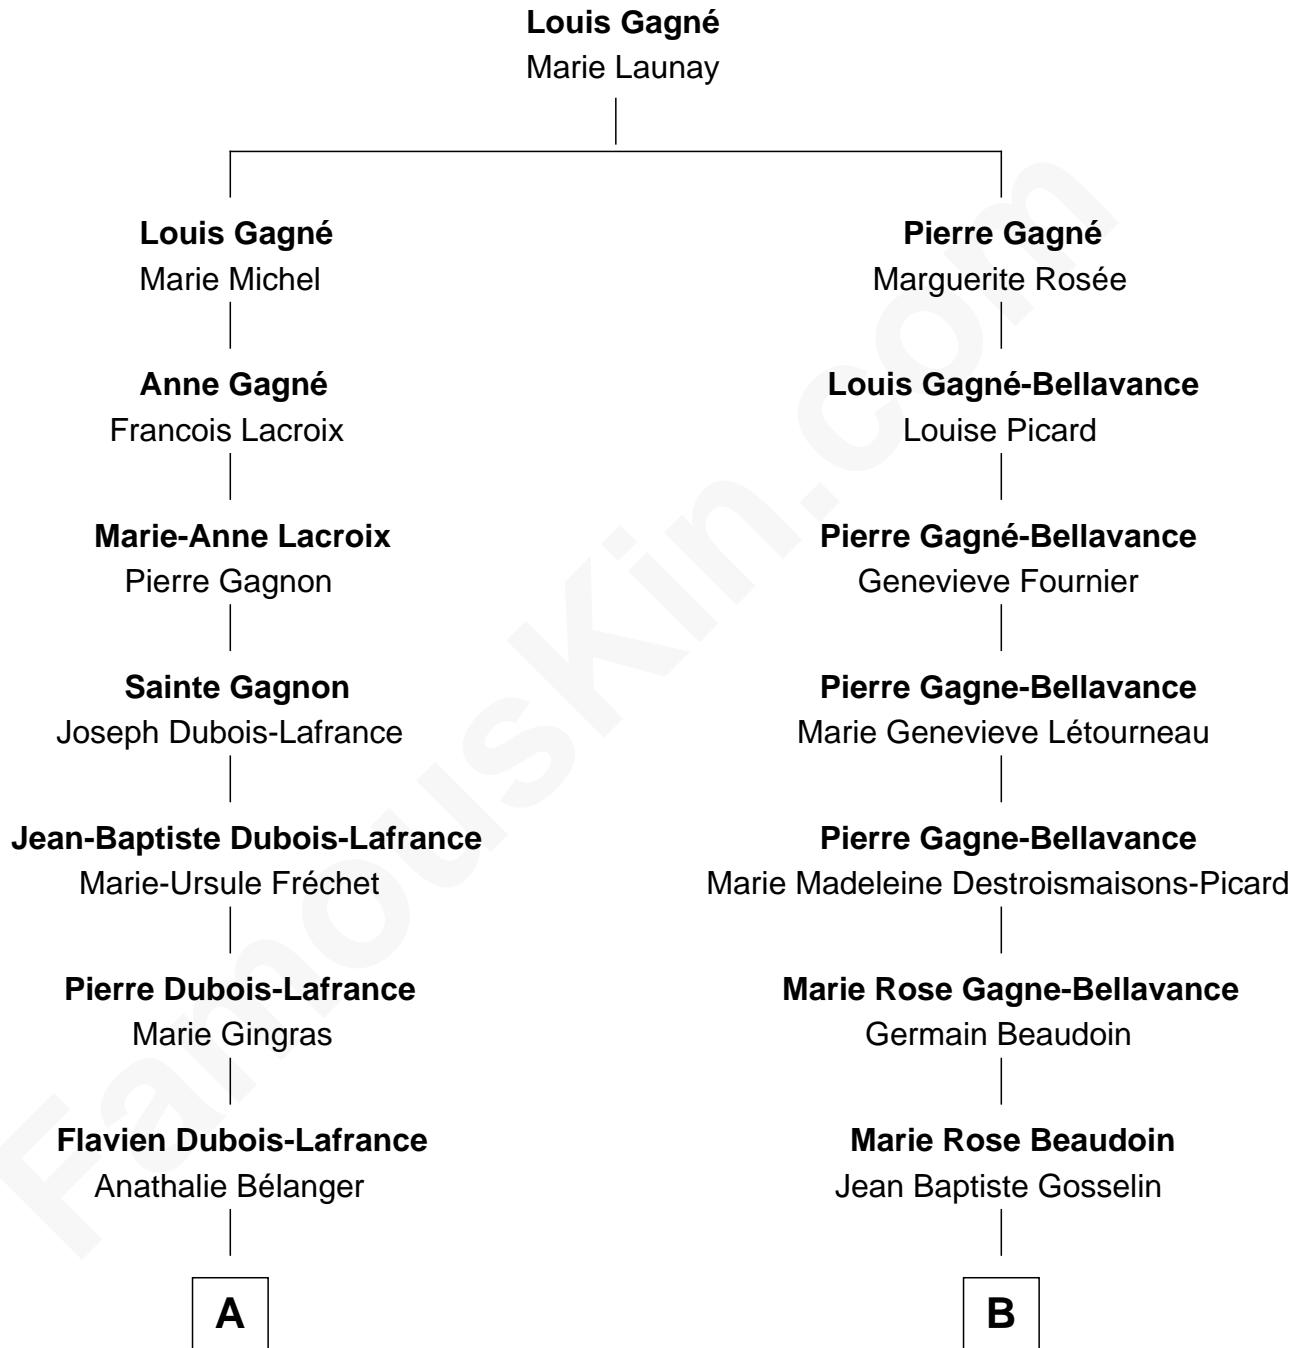 Louis Gagné
Marie Launay
Louis Gagné
Marie Michel
Anne Gagné
Francois Lacroix
Marie-Anne Lacroix
Pierre Gagnon
Sainte Gagnon
Joseph Dubois-Lafrance
Jean-Baptiste Dubois-Lafrance
Marie-Ursule Fréchet
Pierre Dubois-Lafrance
Marie Gingras
Flavien Dubois-Lafrance
Anathalie Bélanger
A
Pierre Gagné
Marguerite Rosée
Louis Gagné-Bellavance
Louise Picard
Pierre Gagné-Bellavance
Genevieve Fournier
Pierre Gagne-Bellavance
Marie Genevieve Létourneau
Pierre Gagne-Bellavance
Marie Madeleine Destroismaisons-Picard
Marie Rose Gagne-Bellavance
Germain Beaudoin
Marie Rose Beaudoin
Jean Baptiste Gosselin
B
FamousKin.com